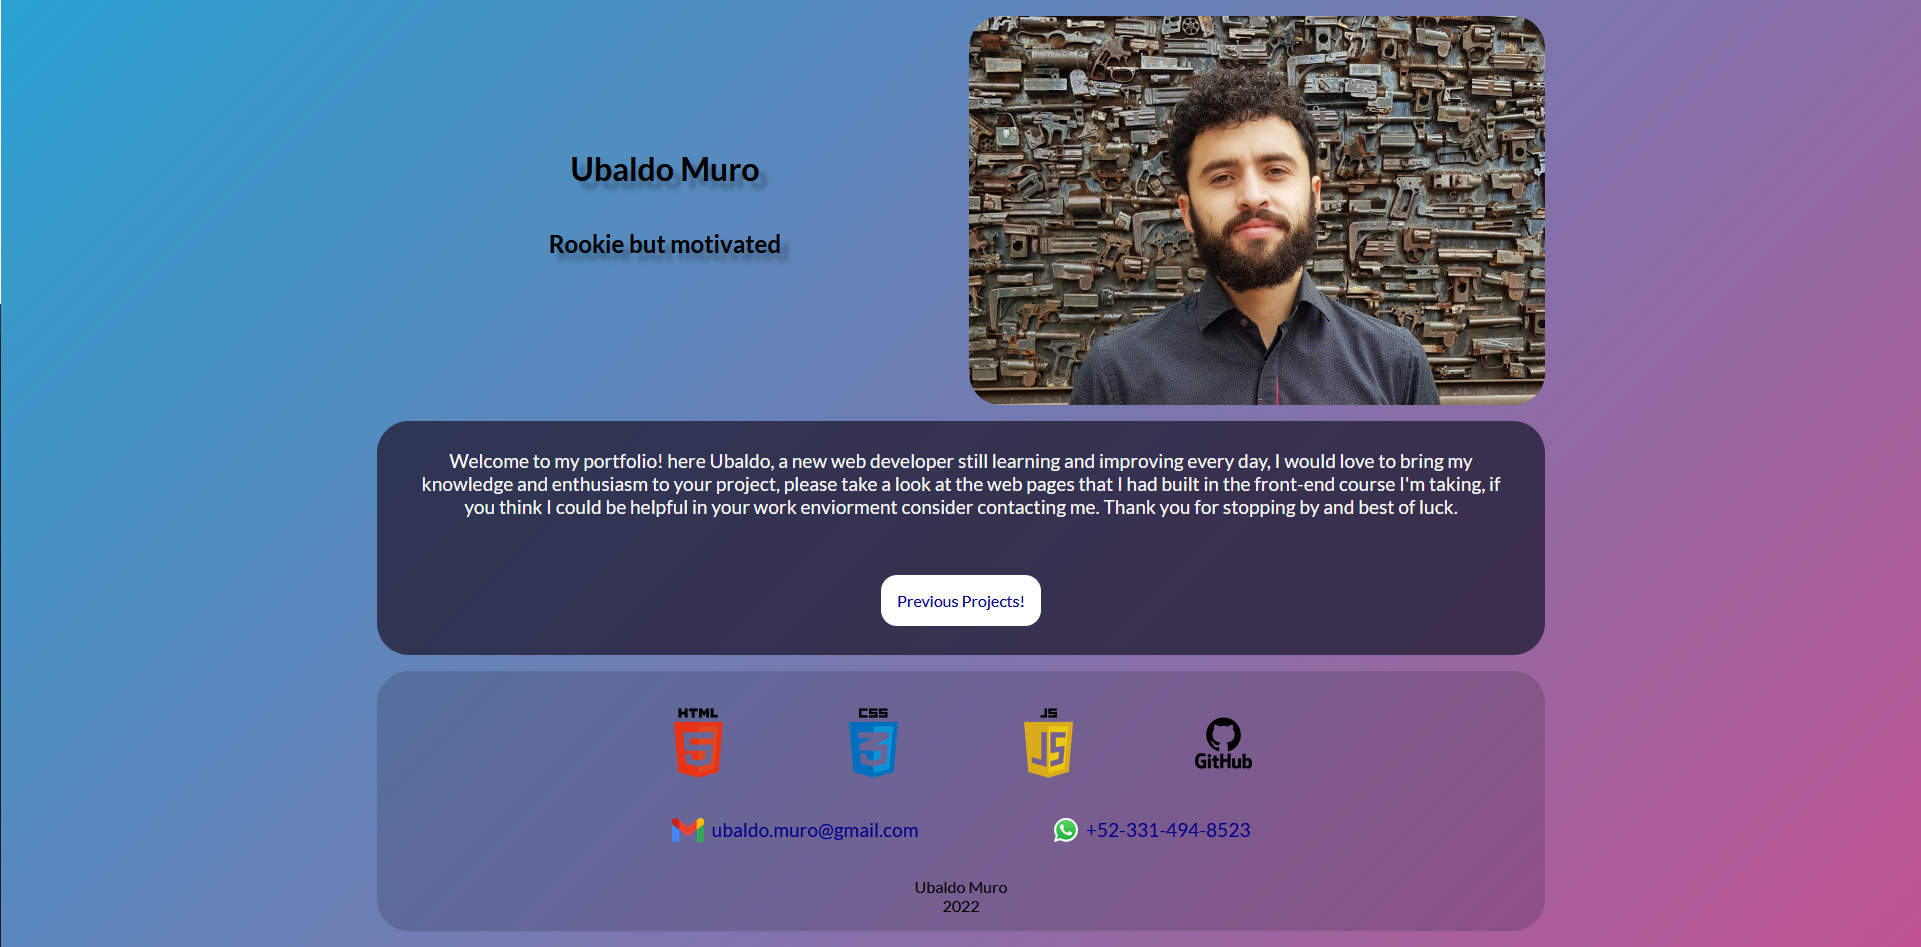 Ubaldo Muro
Rookie but motivated
Welcome to my portfolio! here Ubaldo, a new web developer still learning and improving every day, I would love to bring my
knowledge and enthusiasm to your project, please take a look at the web pages that I had built in the front-end course I'm taking, if
you think I could be helpful in your work enviorment consider contacting me. Thank you for stopping by and best of luck.
Previous Projects!
HTML CSS JS
5 3 JS GitHub
ubaldo.muro@gmail.com +52-331-494-8523
Ubaldo Muro
2022